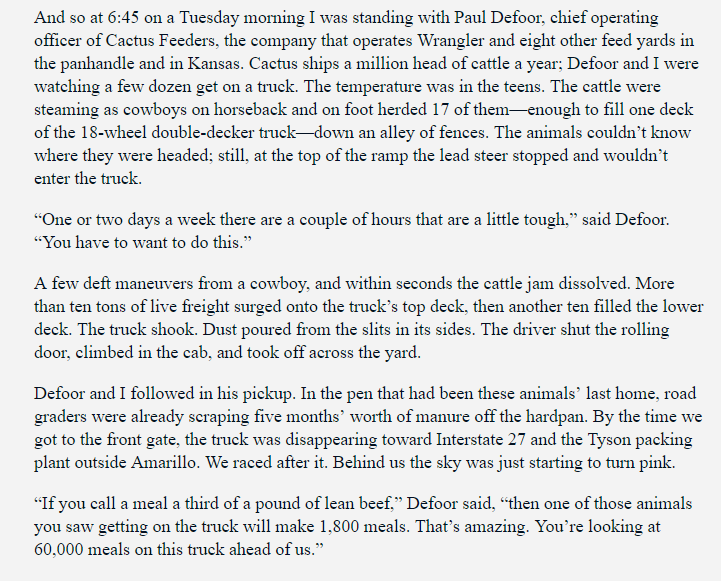 And so at 6:45 on a Tuesday morning I was standing with Paul Defoor, chief operating
officer of Cactus Feeders, the company that operates Wrangler and eight other feed yards in
the panhandle and in Kansas. Cactus ships a million head of cattle a year; Defoor and I were
watching a few dozen get on a truck. The temperature was in the teens. The cattle were
steaming as cowboys on horseback and on foot herded 17 of them—enough to fill one deck
of the 18-wheel double-decker truck—down an alley of fences. The animals couldn’t know
where they were headed; still, at the top of the ramp the lead steer stopped and wouldn’t
enter the truck.
“One or two days a week there are a couple of hours that are a little tough,” said Defoor.
“You have to want to do this.”
A few deft maneuvers from a cowboy, and within seconds the cattle jam dissolved. More
than ten tons of live freight surged onto the truck’s top deck, then another ten filled the lower
deck. The truck shook. Dust poured from the slits in its sides. The driver shut the rolling
door, climbed in the cab, and took off across the yard.
Defoor and I followed in his pickup. In the pen that had been these animals’ last home, road
graders were already scraping five months’ worth of manure off the hardpan. By the time we
got to the front gate, the truck was disappearing toward Interstate 27 and the Tyson packing
plant outside Amarillo. We raced after it. Behind us the sky was just starting to turn pink.
“If you call a meal a third of a pound of lean beef,” Defoor said, “then one of those animals
you saw getting on the truck will make 1,800 meals. That’s amazing. You’re looking at
60,000 meals on this truck ahead of us.”